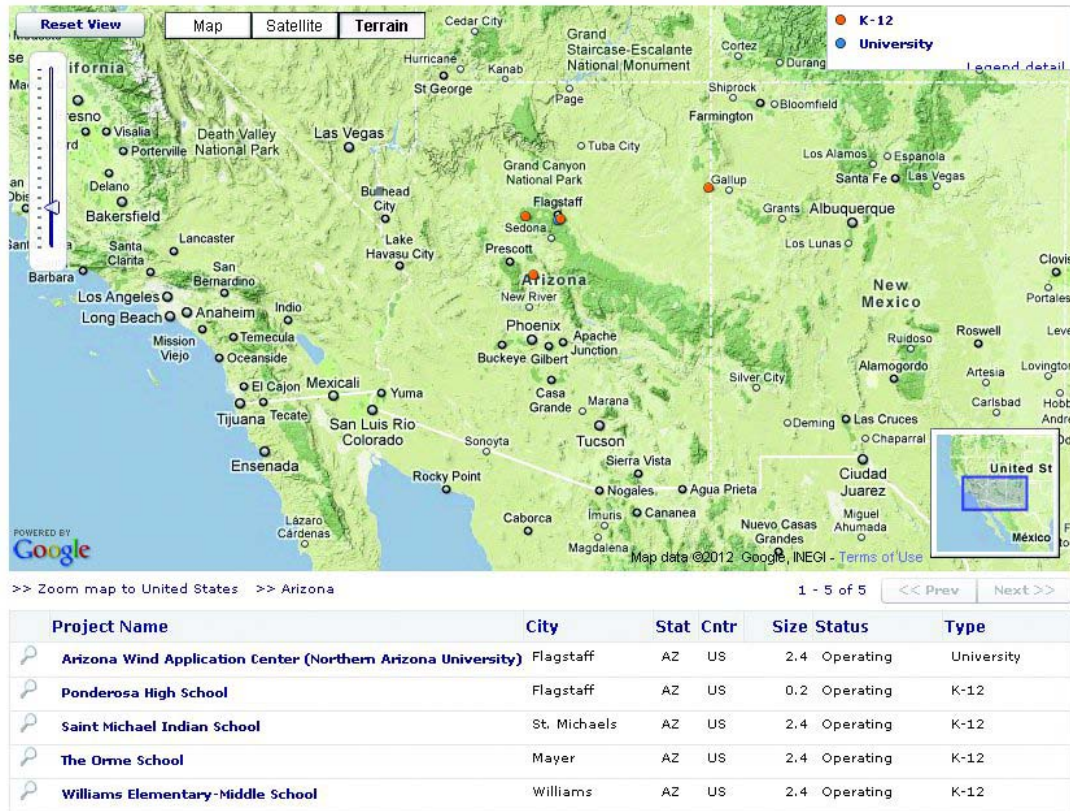 Reset View
Map
Satellite
Terrain
K-12
University
Legend detail
ifornia
esno
Visalia
Porterville
Delano
Bakersfield
Death Valley
National Park
Las Vegas
Cedar City
Hurricane
Kanab
St George
Grand
Staircase-Escalante
National Monument
Page
Cortez
Durang
Shiprock
Bloomfield
Farmington
Tuba City
Grand Canyon
National Park
Flagstaff
Sedona
Prescott
Bullhead
City
Lake
Havasu City
Gallup
Los Alamos
Espanola
Santa Fe
Las Vegas
Grants
Albuquerque
Los Lunas
Santa
Clarita
Lancaster
San
Bernardino
Barbara
Los Angeles
Long Beach
Anaheim
Indio
Mission
Viejo
Temecula
Oceanside
El Cajon
Mexicali
Tijuana
Tecate
Yuma
San Luis Rio
Colorado
Ensenada
Arizona
New River
Phoenix
Buckeye
Gilbert
Apache
Junction
Casa
Grande
Marana
Tucson
Sierra Vista
Sonoyta
Rocky Point
Nogales
Agua Prieta
Caborca
Ímuris
Cananea
Magdalena
New
Mexico
Clovis
Portales
Ruidoso
Roswell
Alamogordo
Artesia
Lovington
Carlsbad
Silver City
Deming
Las Cruces
Chaparral
Ciudad
Juarez
Nuevo Casas
Grandes
Miguel
Ahumada
Lázaro
Cárdenas
United St
México
POWERED BY
Google
Map data ©2012 Google, INEGI - Terms of Use
>> Zoom map to United States >> Arizona
1 - 5 of 5 << Prev Next >>
Project Name City Stat Cntr Size Status Type
Arizona Wind Application Center (Northern Arizona University) Flagstaff AZ US 2.4 Operating University
Ponderosa High School Flagstaff AZ US 0.2 Operating K-12
Saint Michael Indian School St. Michaels AZ US 2.4 Operating K-12
The Orme School Mayer AZ US 2.4 Operating K-12
Williams Elementary-Middle School Williams AZ US 2.4 Operating K-12